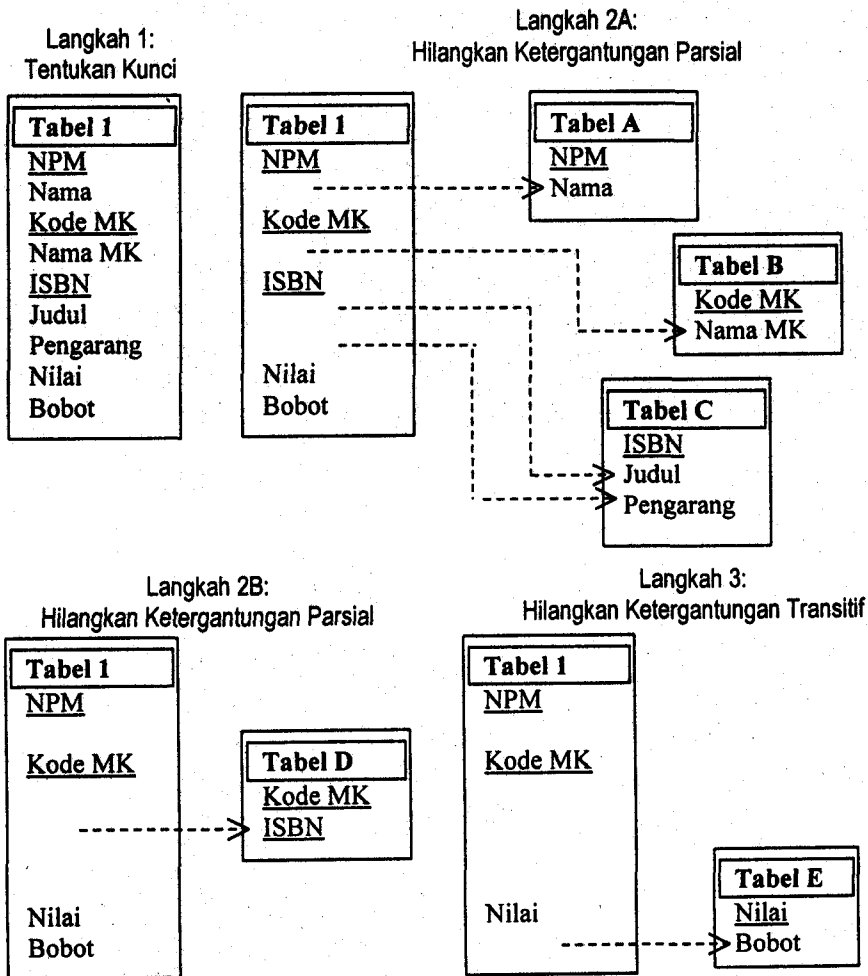 Langkah 1:
Tentukan Kunci
Tabel 1
NPM
Nama
Kode MK
Nama MK
ISBN
Judul
Pengarang
Nilai
Bobot
Langkah 2A:
Hilangkan Ketergantungan Parsial
Tabel 1
NPM
Kode MK
ISBN
Nilai
Bobot
Tabel A
NPM
Nama
Tabel B
Kode MK
Nama MK
Tabel C
ISBN
Judul
Pengarang
Langkah 2B:
Hilangkan Ketergantungan Parsial
Tabel 1
NPM
Kode MK
Nilai
Bobot
Tabel D
Kode MK
ISBN
Langkah 3:
Hilangkan Ketergantungan Transitif
Tabel 1
NPM
Kode MK
Nilai
Tabel E
Nilai
Bobot